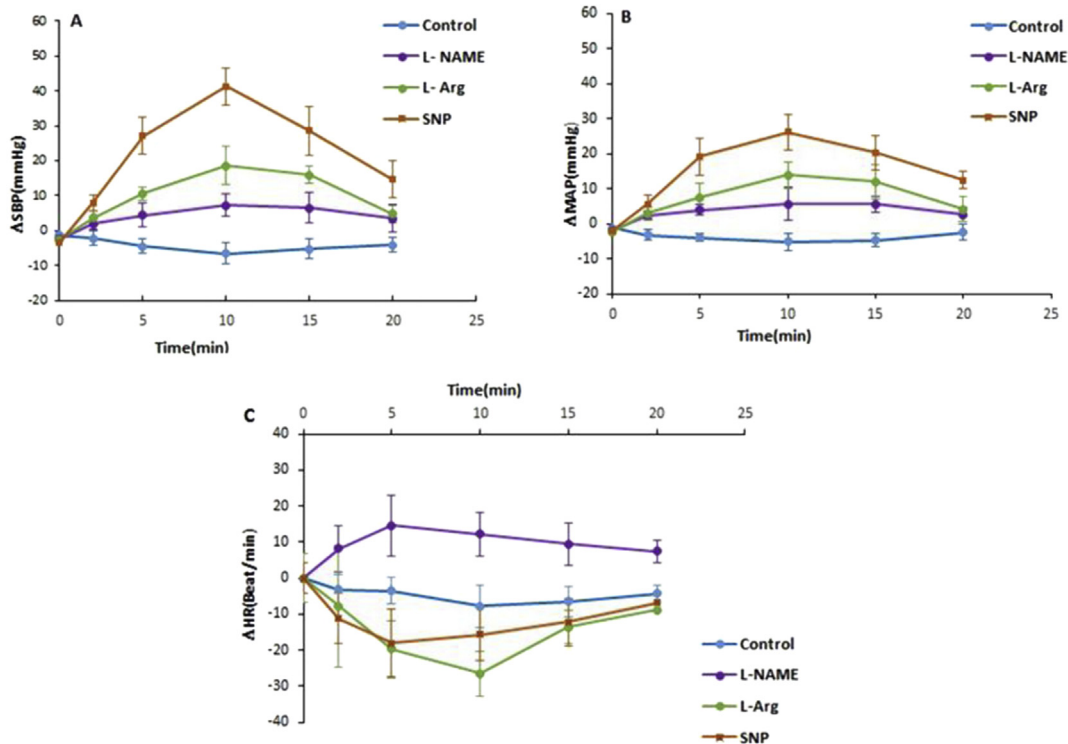 A
60
50
40
30
20
10
0
-10
-20
ΔSBP(mmHg)
0 5 10 15 20 25
Time(min)
Control
L- NAME
L- Arg
SNP
B
60
50
40
30
20
10
0
-10
-20
ΔMAP(mmHg)
0 5 10 15 20 25
Time(min)
Control
L-NAME
L-Arg
SNP
C
Time(min)
0 5 10 15 20 25
40
30
20
10
0
-10
-20
-30
-40
ΔHR(Beat/min)
Control
L-NAME
L-Arg
SNP